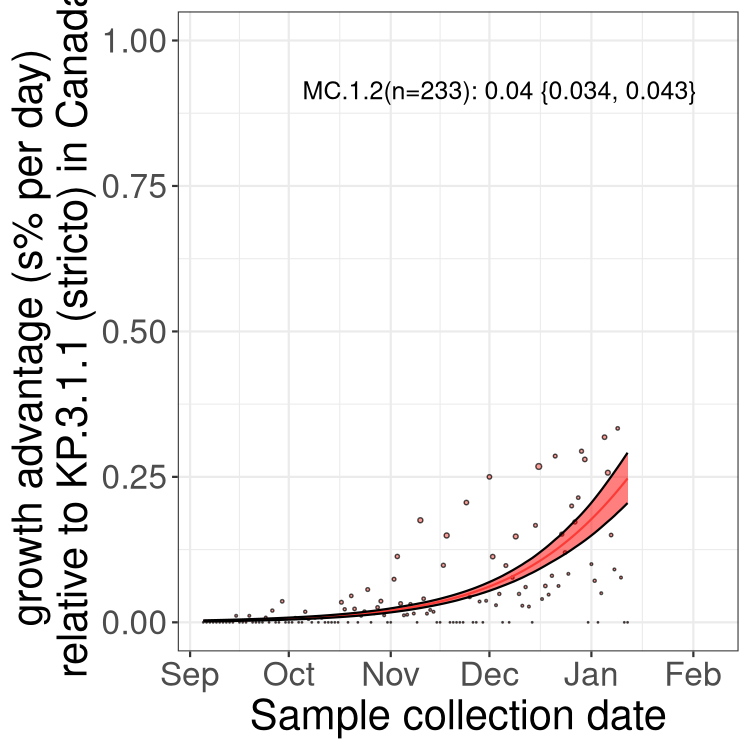 growth advantage (s% per day)
relative to KP.3.1.1 (stricto) in Canada
1.00
0.75
0.50
0.25
0.00
MC.1.2(n=233): 0.04 {0.034, 0.043}
Sep Oct Nov Dec Jan Feb
Sample collection date